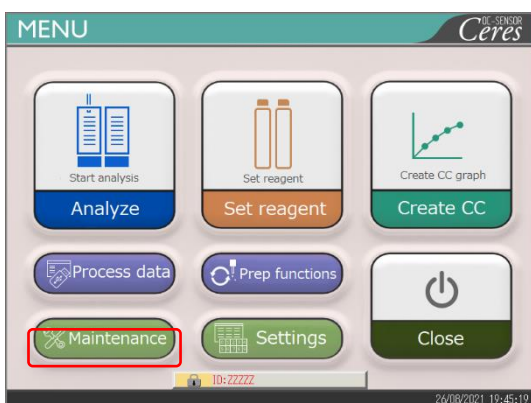 MENU
OC-SENSOR
Ceres
Start analysis
Analyze
Set reagent
Set reagent
Create CC graph
Create CC
Process data
Prep functions
Maintenance
Settings
Close
ID:ZZZZZ
26/08/2021 19:45:19